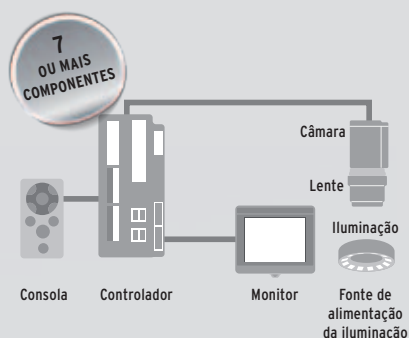 7
OU MAIS
COMPONENTES
Câmara
Lente
Iluminação
Consola
Controlador
Monitor
Fonte de
alimentação
da iluminação